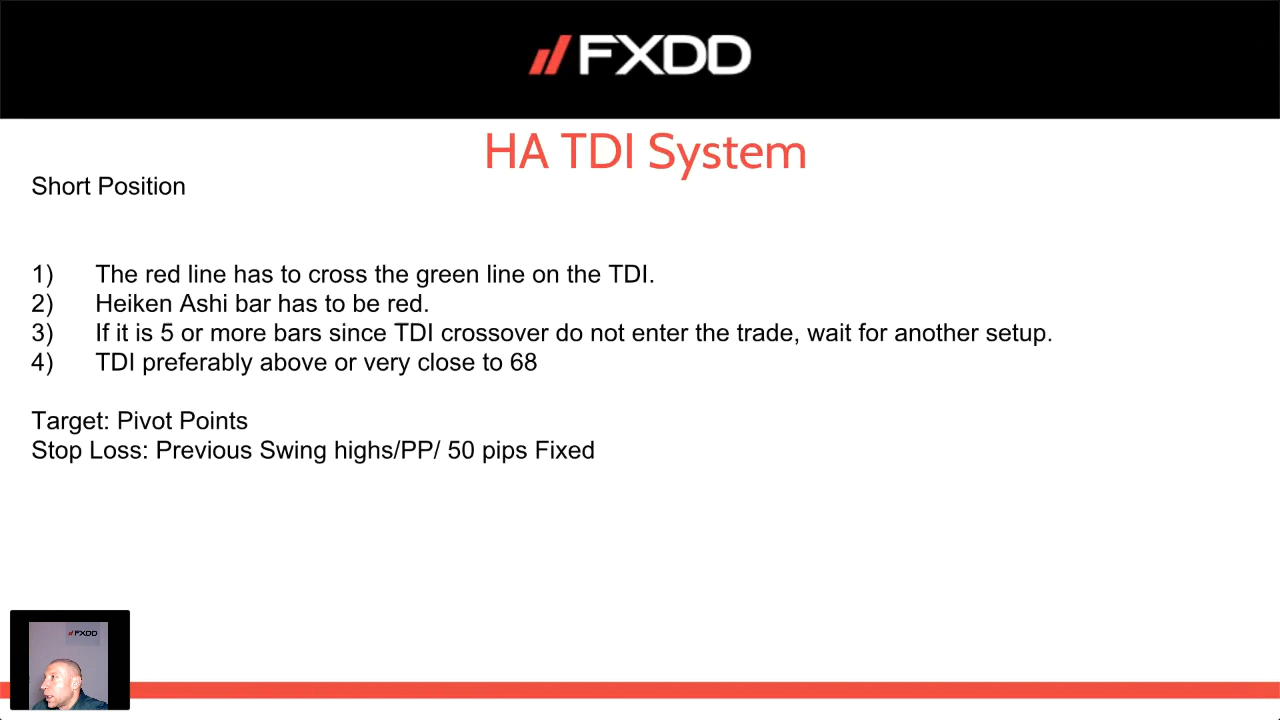 FXDD
HA TDI System
Short Position
1) The red line has to cross the green line on the TDI.
2) Heiken Ashi bar has to be red.
3) If it is 5 or more bars since TDI crossover do not enter the trade, wait for another setup.
4) TDI preferably above or very close to 68
Target: Pivot Points
Stop Loss: Previous Swing highs/PP/ 50 pips Fixed
FXDD